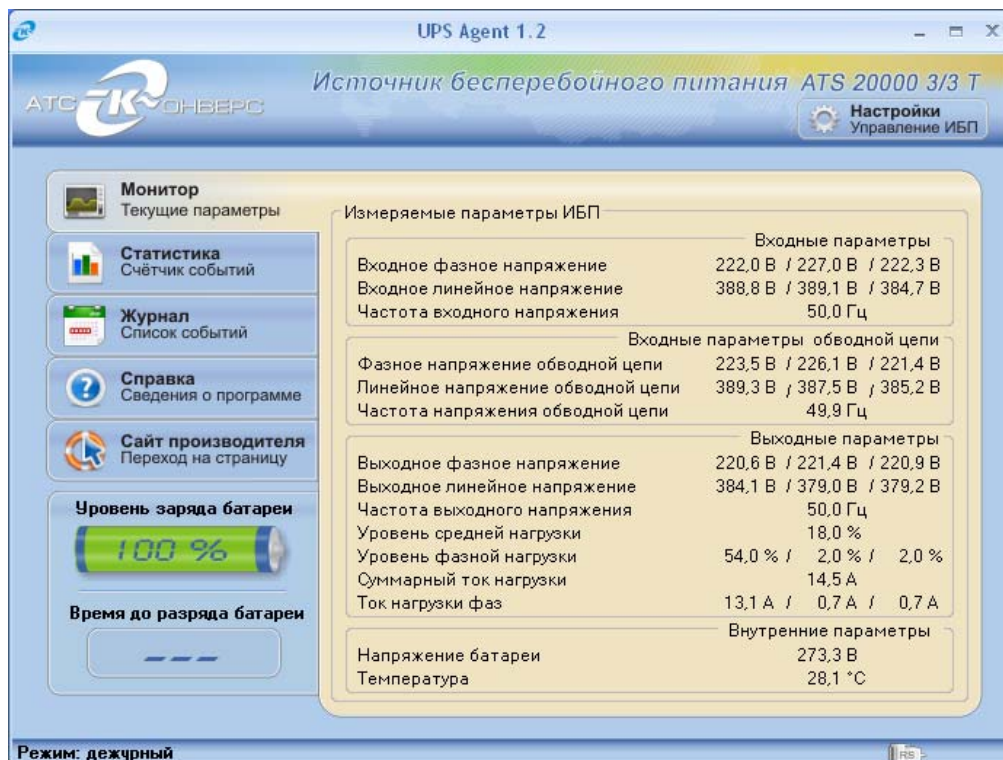 UPS Agent 1.2
АТС КОНВЕРС
Источник бесперебойного питания ATS 20000 3/3 T
Настройки
Управление ИБП
Монитор
Текущие параметры
Статистика
Счётчик событий
Журнал
Список событий
Справка
Сведения о программе
Сайт производителя
Переход на страницу
Уровень заряда батареи
100 %
Время до разряда батареи
---
Измеряемые параметры ИБП
Входные параметры
Входное фазное напряжение 222,0 В / 227,0 В / 222,3 В
Входное линейное напряжение 388,8 В / 389,1 В / 384,7 В
Частота входного напряжения 50,0 Гц
Входные параметры обводной цепи
Фазное напряжение обводной цепи 223,5 В / 226,1 В / 221,4 В
Линейное напряжение обводной цепи 389,3 В / 387,5 В / 385,2 В
Частота напряжения обводной цепи 49,9 Гц
Выходные параметры
Выходное фазное напряжение 220,6 В / 221,4 В / 220,9 В
Выходное линейное напряжение 384,1 В / 379,0 В / 379,2 В
Частота выходного напряжения 50,0 Гц
Уровень средней нагрузки 18,0 %
Уровень фазной нагрузки 54,0 % / 2,0 % / 2,0 %
Суммарный ток нагрузки 14,5 А
Ток нагрузки фаз 13,1 А / 0,7 А / 0,7 А
Внутренние параметры
Напряжение батареи 273,3 В
Температура 28,1 °C
Режим: дежурный
RS